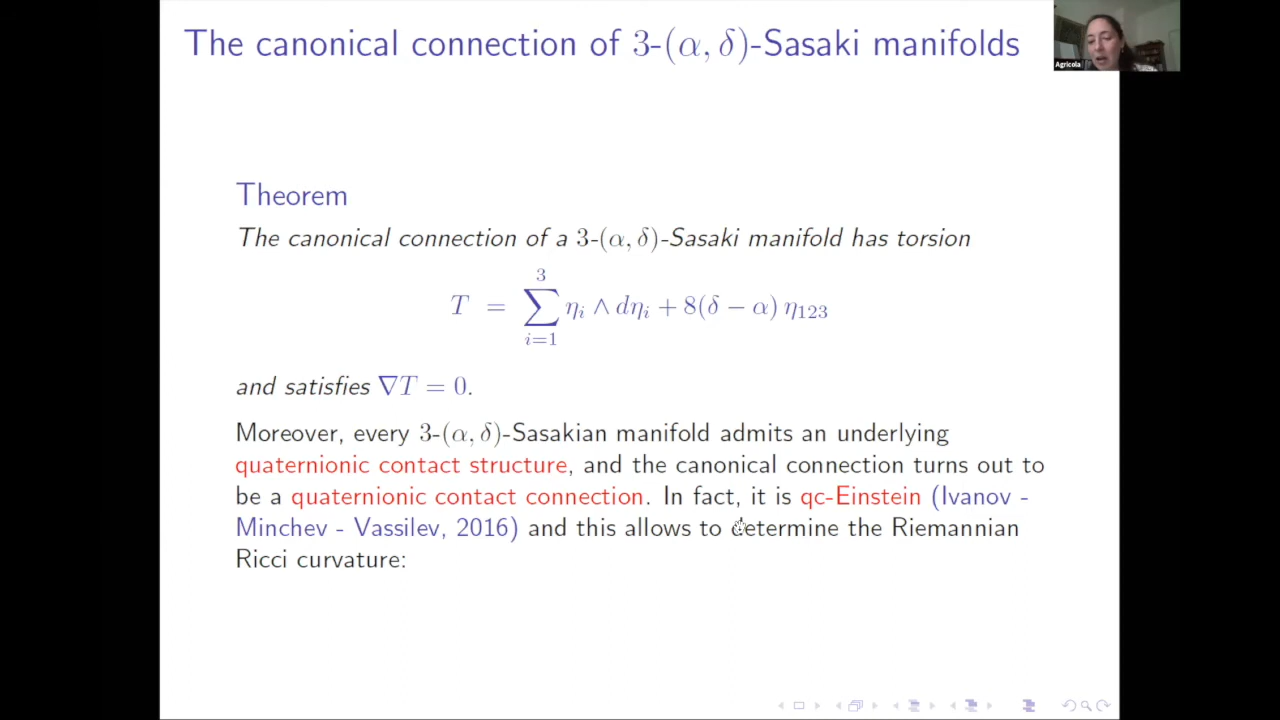 The canonical connection of 3-(α, δ)-Sasaki manifolds
Agricola
Theorem
The canonical connection of a 3-(α, δ)-Sasaki manifold has torsion
T = ∑_{i=1}^{3} η_i ∧ dη_i + 8(δ − α) η_{123}
and satisfies ∇T = 0.
Moreover, every 3-(α, δ)-Sasakian manifold admits an underlying
quaternionic contact structure, and the canonical connection turns out to
be a quaternionic contact connection. In fact, it is qc-Einstein (Ivanov -
Minchev - Vassilev, 2016) and this allows to determine the Riemannian
Ricci curvature: